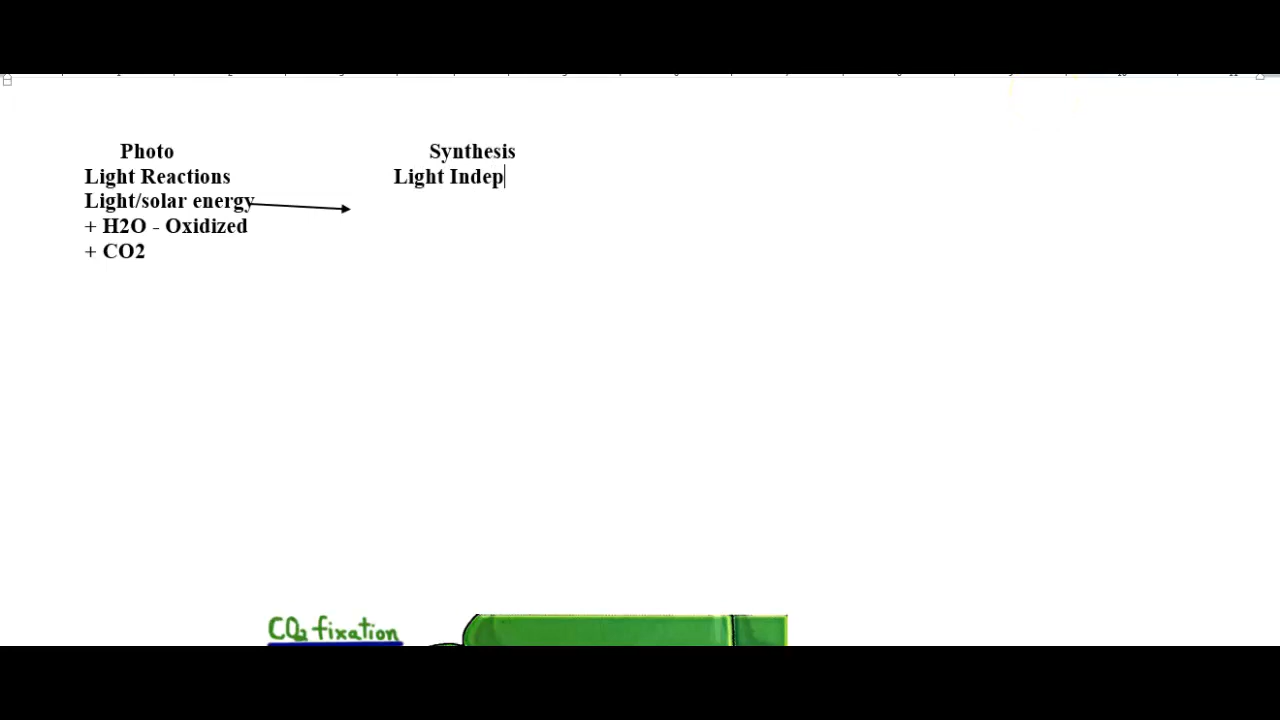 Photo Synthesis
Light Reactions Light Indep
Light/solar energy
+ H2O - Oxidized
+ CO2
CO2 fixation